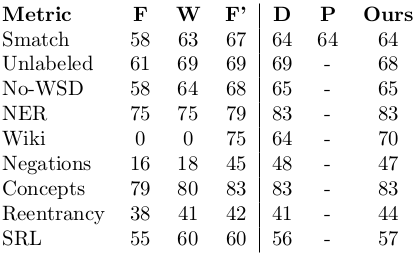 Metric F W F' D P Ours
Smatch 58 63 67 64 64 64
Unlabeled 61 69 69 69 - 68
No-WSD 58 64 68 65 - 65
NER 75 75 79 83 - 83
Wiki 0 0 75 64 - 70
Negations 16 18 45 48 - 47
Concepts 79 80 83 83 - 83
Reentrancy 38 41 42 41 - 44
SRL 55 60 60 56 - 57